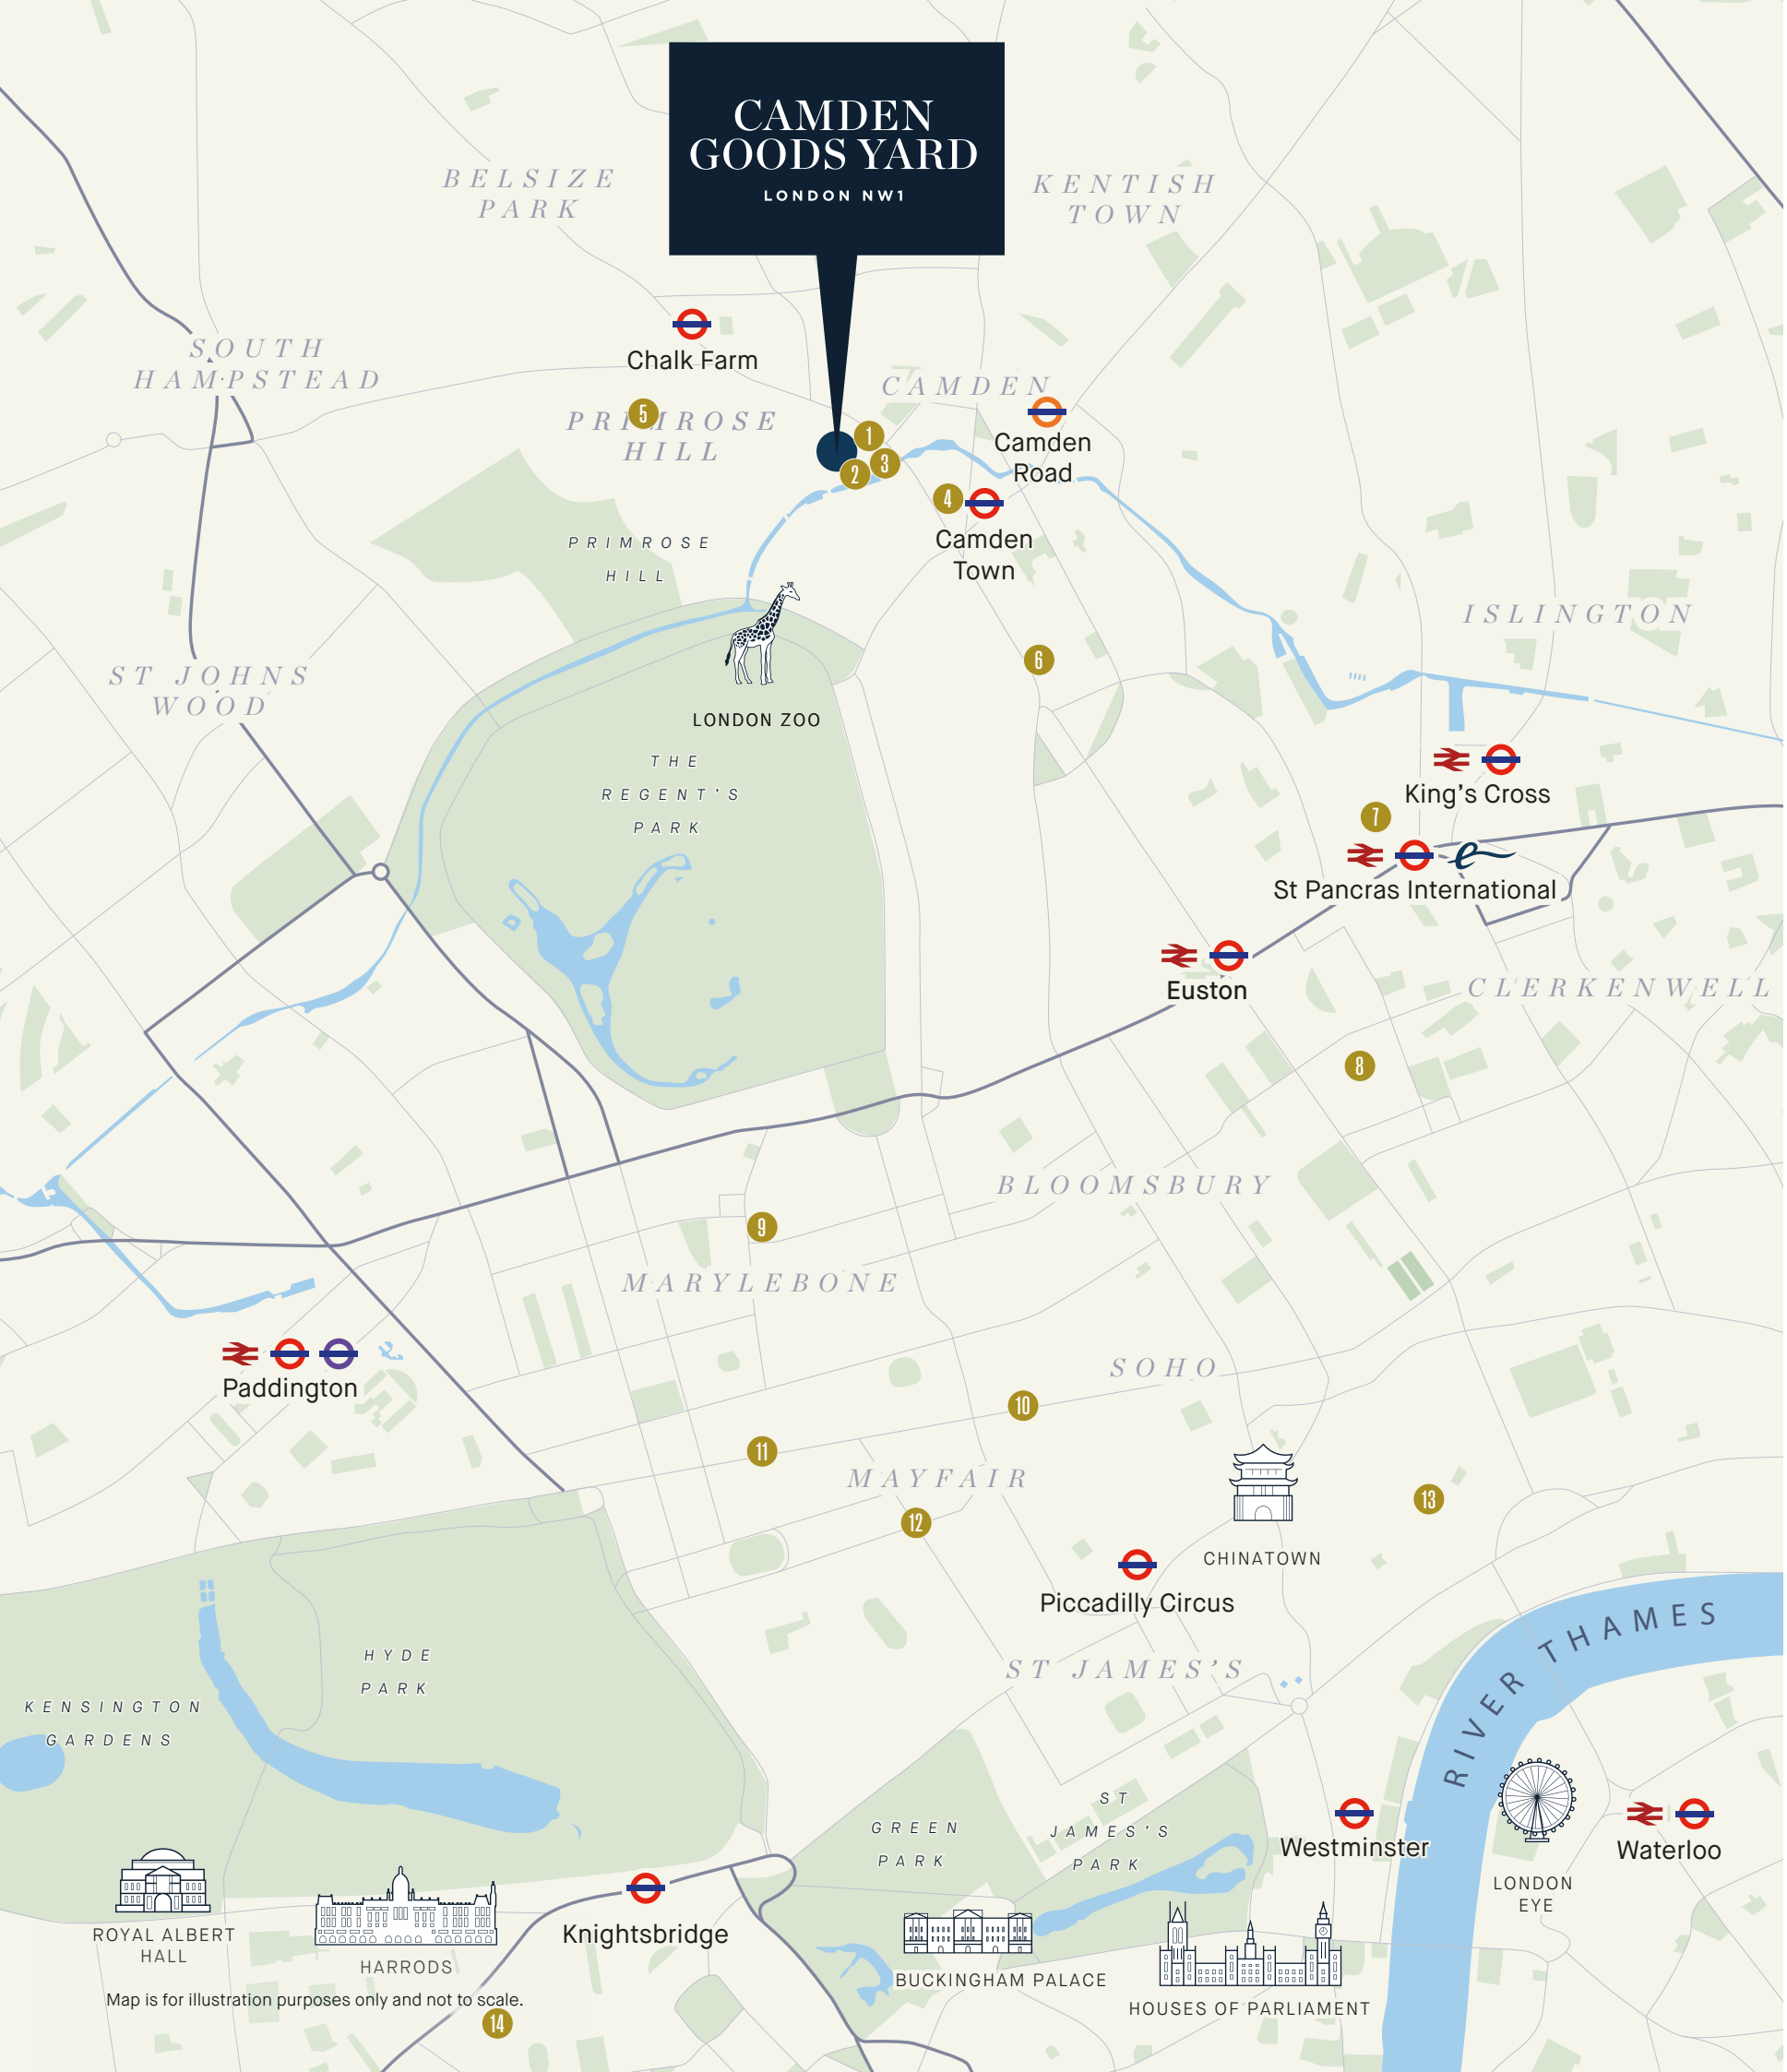 CAMDEN
GOODS YARD
LONDON NW1
BELSIZE
PARK
KENTISH
TOWN
Chalk Farm
SOUTH
HAMPSTEAD
CAMDEN
5
PRIMROSE
HILL
1
2
3
Camden
Road
4
Camden
Town
PRIMROSE
HILL
ISLINGTON
6
ST JOHNS
WOOD
LONDON ZOO
THE
REGENT'S
PARK
King's Cross
7
e
St Pancras International
Euston
CLERKENWELL
8
BLOOMSBURY
9
MARYLEBONE
Paddington
SOHO
10
11
MAYFAIR
12
13
CHINATOWN
Piccadilly Circus
RIVER THAMES
HYDE
PARK
ST JAMES'S
KENSINGTON
GARDENS
ST
JAMES'S
PARK
GREEN
PARK
Westminster
Waterloo
LONDON
EYE
ROYAL ALBERT
HALL
HARRODS
Knightsbridge
BUCKINGHAM PALACE
HOUSES OF PARLIAMENT
Map is for illustration purposes only and not to scale.
14